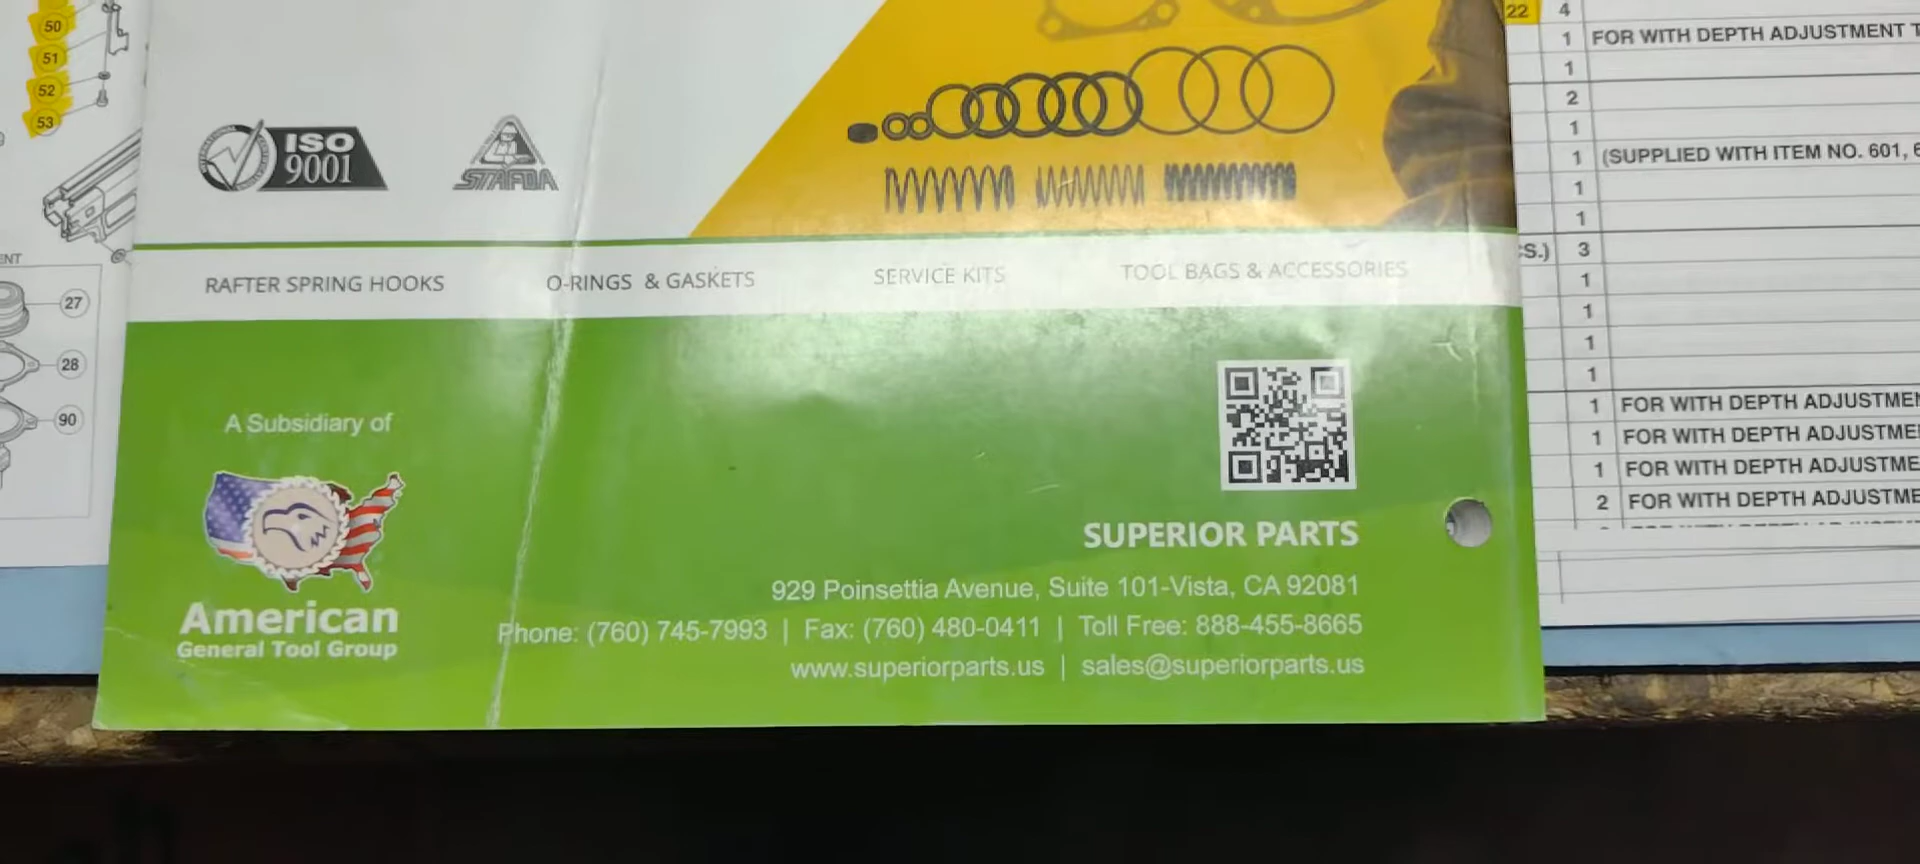 50
51
52
53
ENT
27
28
90
ISO
9001
STAFDA
RAFTER SPRING HOOKS
O-RINGS & GASKETS
SERVICE KITS
TOOL BAGS & ACCESSORIES
A Subsidiary of
American
General Tool Group
SUPERIOR PARTS
929 Poinsettia Avenue, Suite 101-Vista, CA 92081
Phone: (760) 745-7993 | Fax: (760) 480-0411 | Toll Free: 888-455-8665
www.superiorparts.us | sales@superiorparts.us
22 4
1 FOR WITH DEPTH ADJUSTMENT T
1
2
1
1 (SUPPLIED WITH ITEM NO. 601, 6
1
1
CS.) 3
1
1
1
1
1 FOR WITH DEPTH ADJUSTMEN
1 FOR WITH DEPTH ADJUSTME
1 FOR WITH DEPTH ADJUSTME
2 FOR WITH DEPTH ADJUSTME